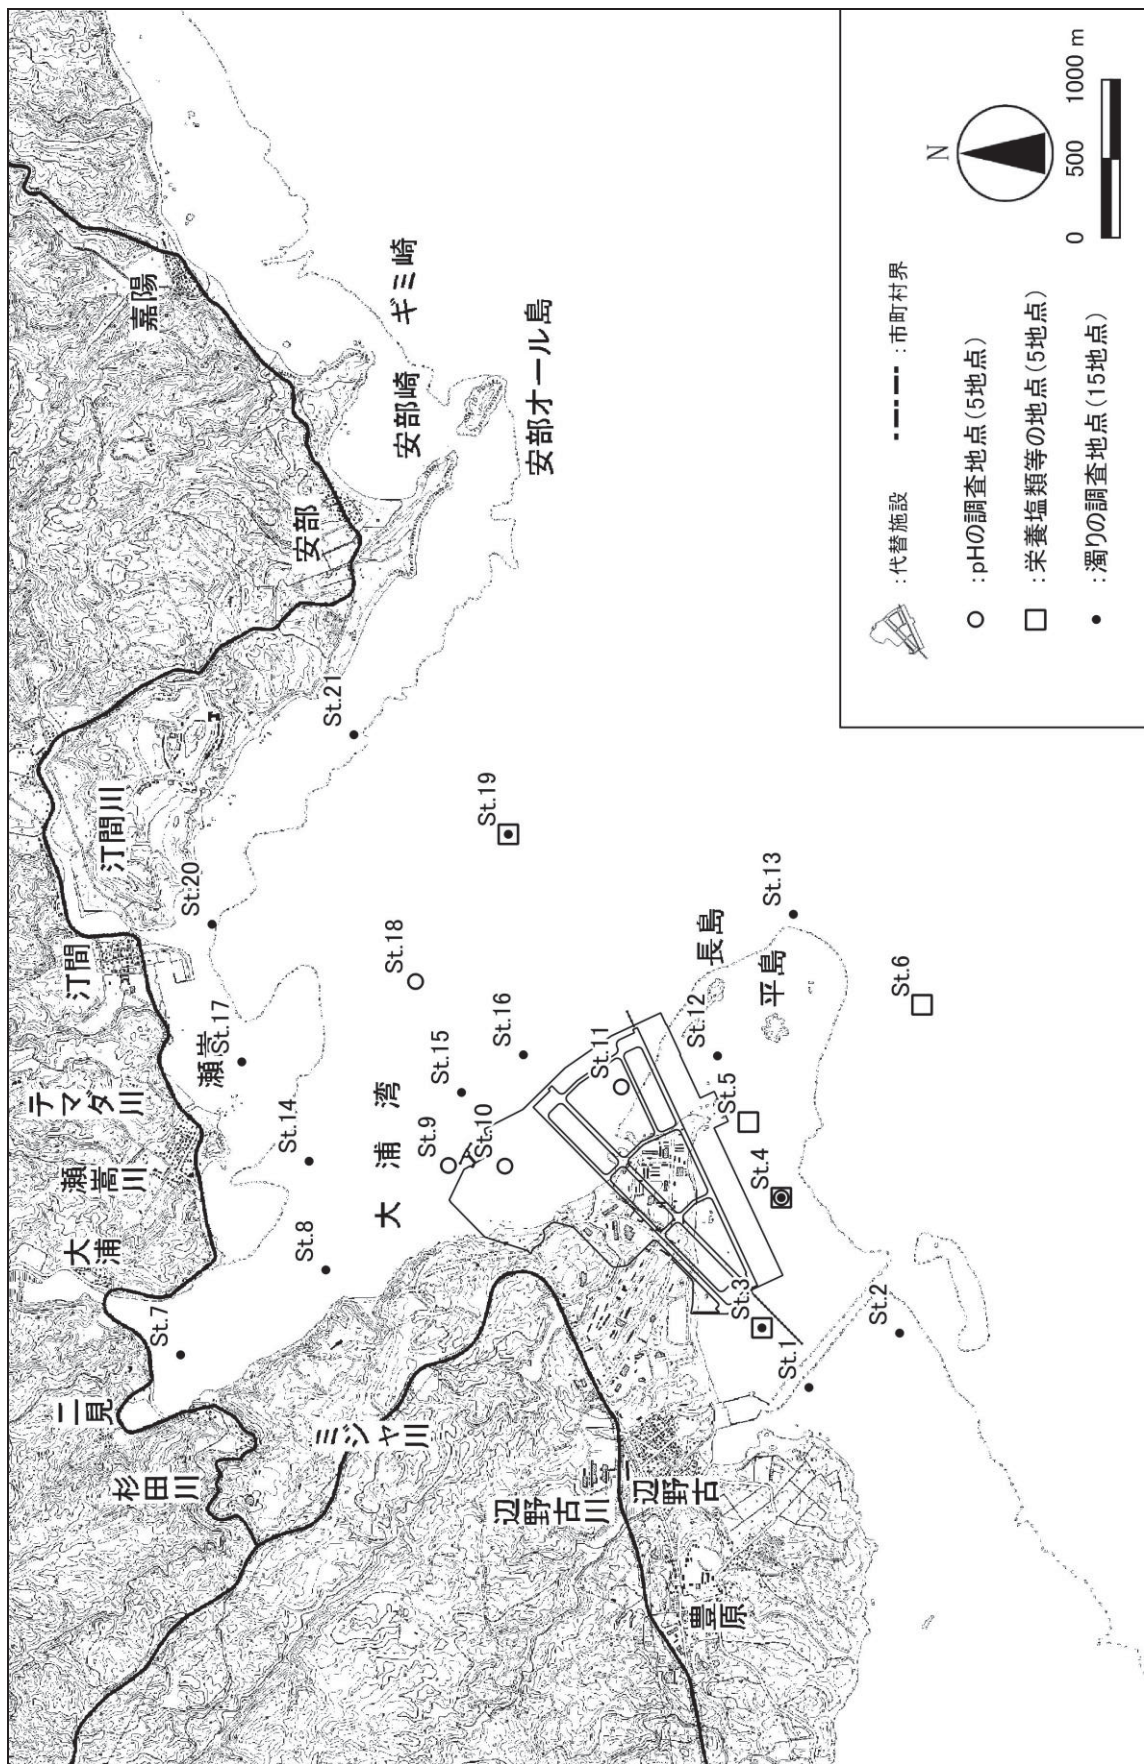 嘉陽
ギミ崎
安部崎
安部オール島
安部
汀間川
汀間
St.20
St.21
St.19
St.18
St.17
瀬嵩
テマダ川
瀬嵩川
大浦
St.14
St.15
St.16
St.13
長島
平島
St.12
St.11
St.6
大浦湾
St.9
St.10
St.5
St.4
St.8
St.7
二見
杉田川
ミジャ川
St.3
St.1
St.2
辺野古川
辺野古
豊原
:代替施設
:市町村界
○ :pHの調査地点(5地点)
□ :栄養塩類等の地点(5地点)
● :濁りの調査地点(15地点)
N
0 500 1000 m